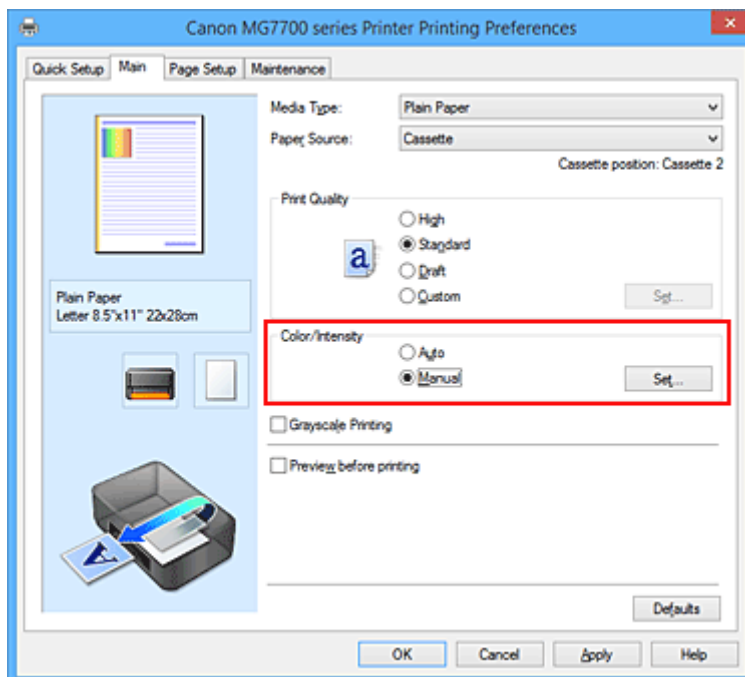 Canon MG7700 series Printer Printing Preferences
Quick Setup Main Page Setup Maintenance
Media Type: Plain Paper
Paper Source: Cassette
Cassette position: Cassette 2
Print Quality
High
a Standard
Draft
Custom Set...
Plain Paper
Letter 8.5"x11" 22x28cm
Color/Intensity
Auto
Manual Set...
Grayscale Printing
Preview before printing
A
Defaults
OK Cancel Apply Help